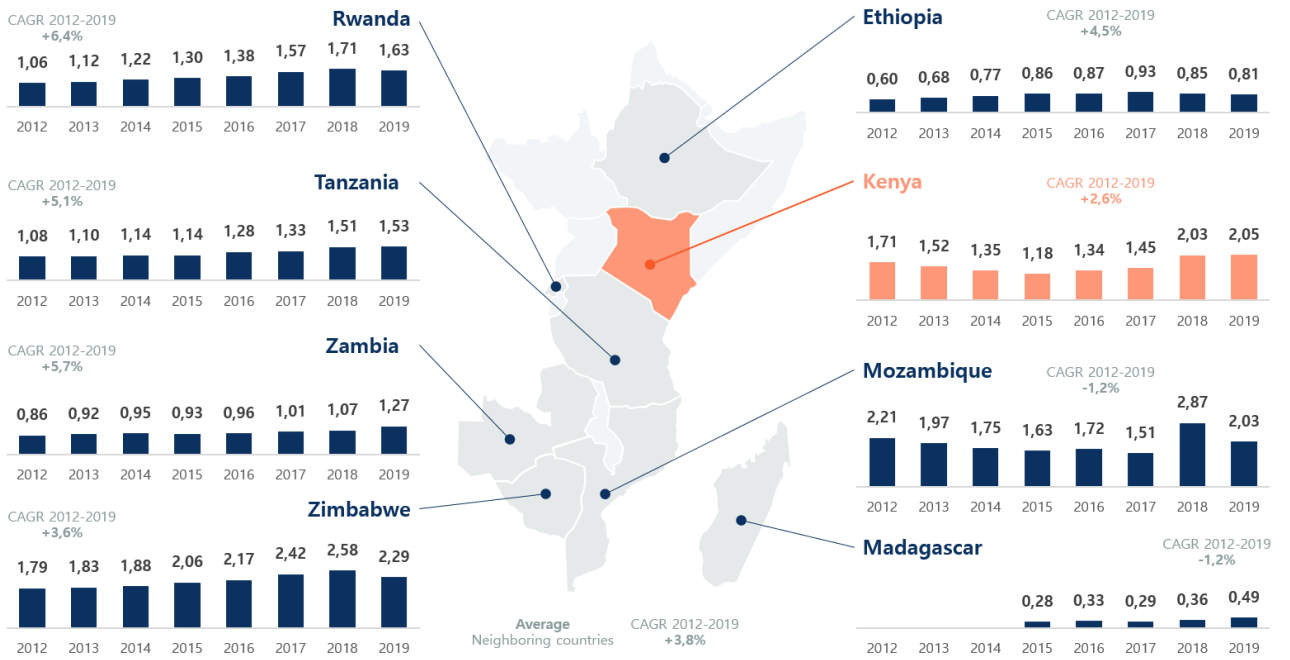 Rwanda
CAGR 2012-2019
+6,4%
1,06 1,12 1,22 1,30 1,38 1,57 1,71 1,63
2012 2013 2014 2015 2016 2017 2018 2019
Tanzania
CAGR 2012-2019
+5,1%
1,08 1,10 1,14 1,14 1,28 1,33 1,51 1,53
2012 2013 2014 2015 2016 2017 2018 2019
Zambia
CAGR 2012-2019
+5,7%
0,86 0,92 0,95 0,93 0,96 1,01 1,07 1,27
2012 2013 2014 2015 2016 2017 2018 2019
Zimbabwe
CAGR 2012-2019
+3,6%
1,79 1,83 1,88 2,06 2,17 2,42 2,58 2,29
2012 2013 2014 2015 2016 2017 2018 2019
Average
Neighboring countries
CAGR 2012-2019
+3,8%
Ethiopia
CAGR 2012-2019
+4,5%
0,60 0,68 0,77 0,86 0,87 0,93 0,85 0,81
2012 2013 2014 2015 2016 2017 2018 2019
Kenya
CAGR 2012-2019
+2,6%
1,71 1,52 1,35 1,18 1,34 1,45 2,03 2,05
2012 2013 2014 2015 2016 2017 2018 2019
Mozambique
CAGR 2012-2019
-1,2%
2,21 1,97 1,75 1,63 1,72 1,51 2,87 2,03
2012 2013 2014 2015 2016 2017 2018 2019
Madagascar
CAGR 2012-2019
-1,2%
0,28 0,33 0,29 0,36 0,49
2012 2013 2014 2015 2016 2017 2018 2019